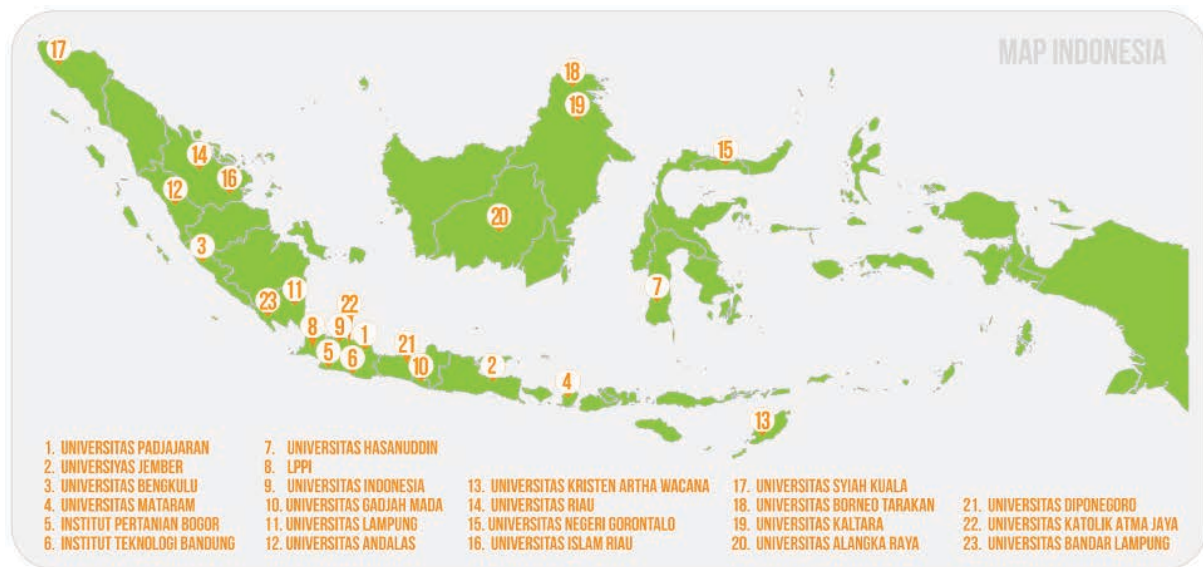 MAP INDONESIA
17
18
19
14
15
16
12
20
3
7
11
23
22
8
9
1
21
5
6
10
2
4
13
1. UNIVERSITAS PADJAJARAN
2. UNIVERSIYAS JEMBER
3. UNIVERSITAS BENGKULU
4. UNIVERSITAS MATARAM
5. INSTITUT PERTANIAN BOGOR
6. INSTITUT TEKNOLOGI BANDUNG
7. UNIVERSITAS HASANUDDIN
8. LPPI
9. UNIVERSITAS INDONESIA
10. UNIVERSITAS GADJAH MADA
11. UNIVERSITAS LAMPUNG
12. UNIVERSITAS ANDALAS
13. UNIVERSITAS KRISTEN ARTHA WACANA
14. UNIVERSITAS RIAU
15. UNIVERSITAS NEGERI GORONTALO
16. UNIVERSITAS ISLAM RIAU
17. UNIVERSITAS SYIAH KUALA
18. UNIVERSITAS BORNEO TARAKAN
19. UNIVERSITAS KALTARA
20. UNIVERSITAS ALANGKA RAYA
21. UNIVERSITAS DIPONEGORO
22. UNIVERSITAS KATOLIK ATMA JAYA
23. UNIVERSITAS BANDAR LAMPUNG